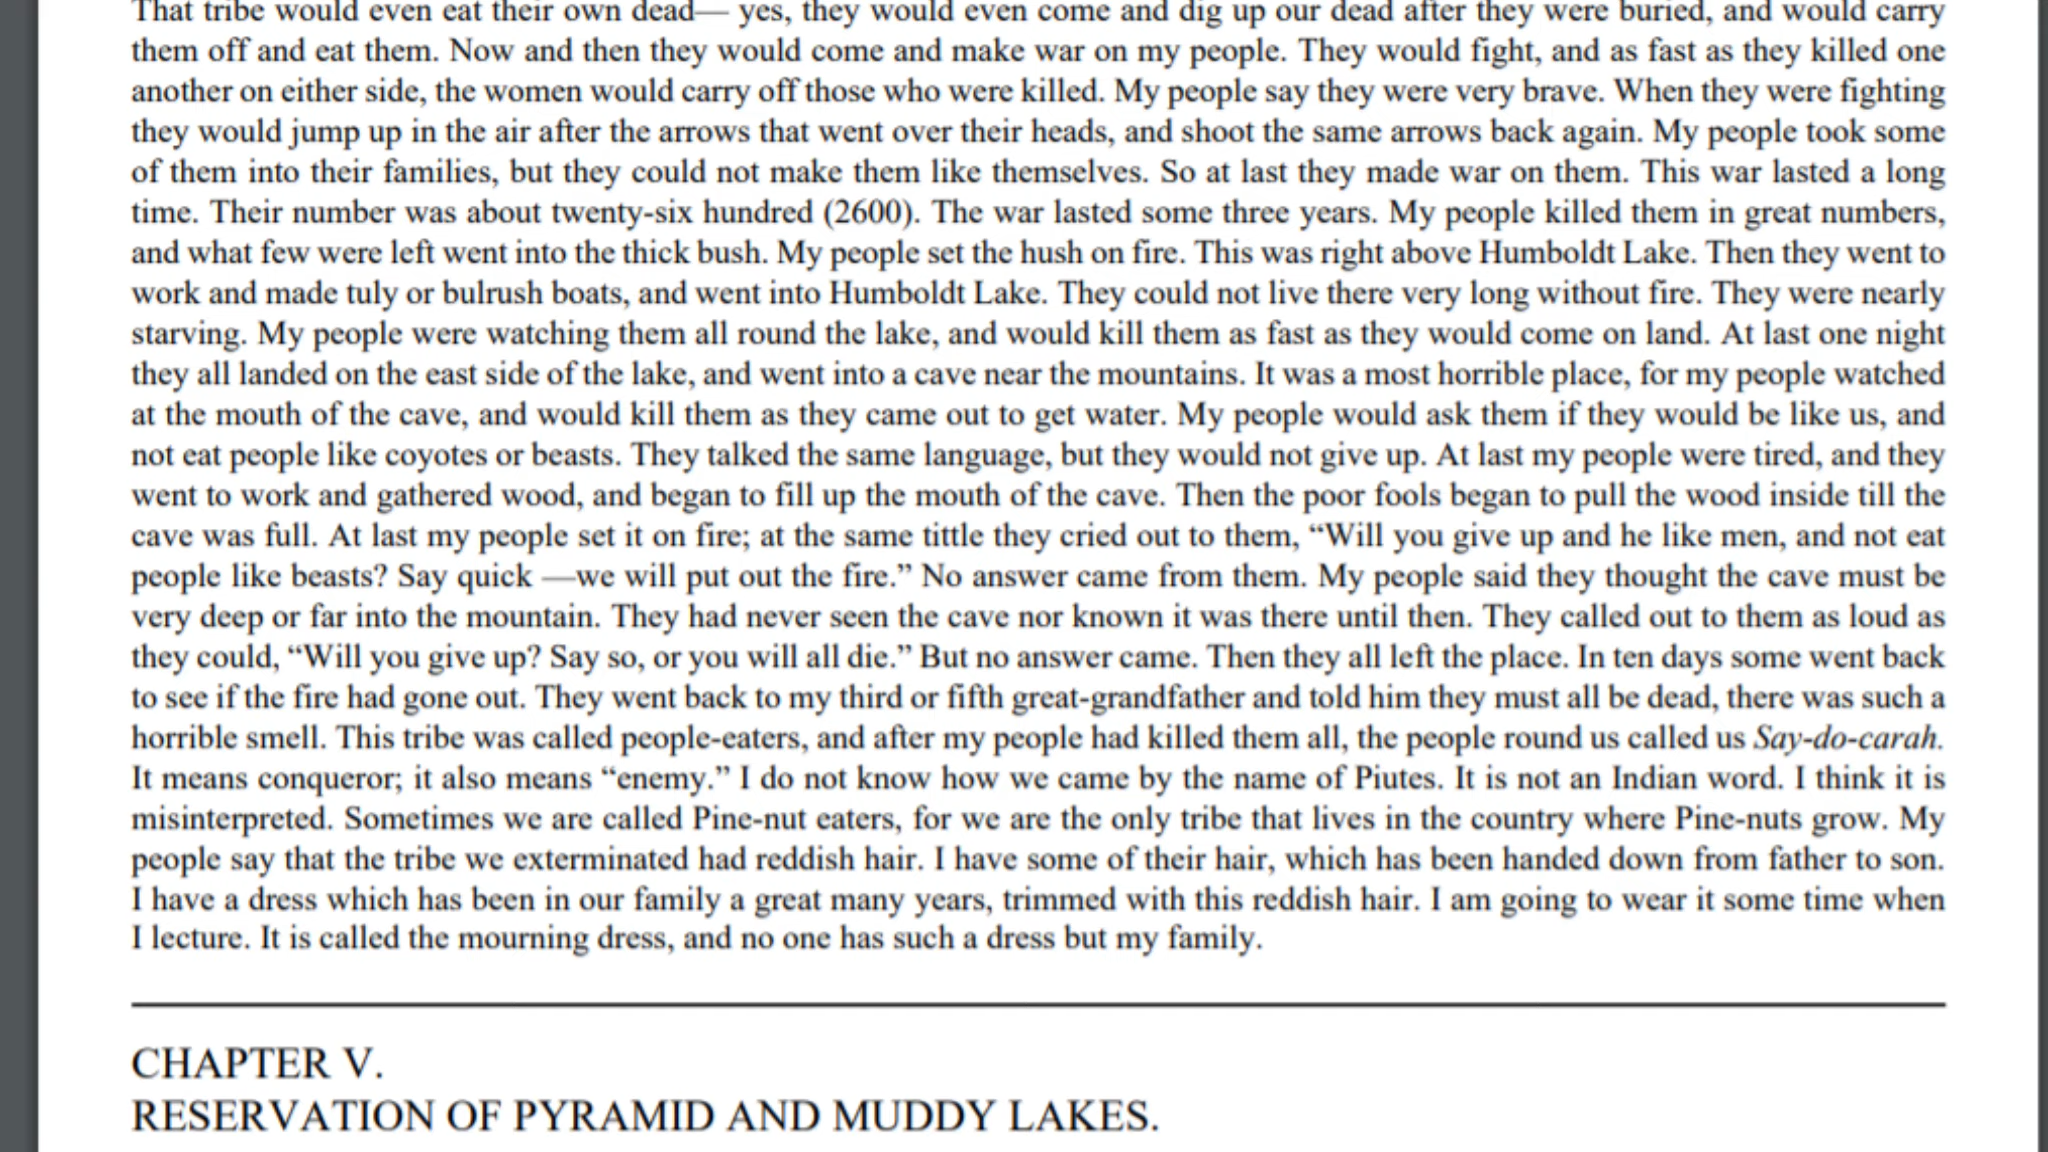 That tribe would even eat their own dead— yes, they would even come and dig up our dead after they were buried, and would carry
them off and eat them. Now and then they would come and make war on my people. They would fight, and as fast as they killed one
another on either side, the women would carry off those who were killed. My people say they were very brave. When they were fighting
they would jump up in the air after the arrows that went over their heads, and shoot the same arrows back again. My people took some
of them into their families, but they could not make them like themselves. So at last they made war on them. This war lasted a long
time. Their number was about twenty-six hundred (2600). The war lasted some three years. My people killed them in great numbers,
and what few were left went into the thick bush. My people set the hush on fire. This was right above Humboldt Lake. Then they went to
work and made tuly or bulrush boats, and went into Humboldt Lake. They could not live there very long without fire. They were nearly
starving. My people were watching them all round the lake, and would kill them as fast as they would come on land. At last one night
they all landed on the east side of the lake, and went into a cave near the mountains. It was a most horrible place, for my people watched
at the mouth of the cave, and would kill them as they came out to get water. My people would ask them if they would be like us, and
not eat people like coyotes or beasts. They talked the same language, but they would not give up. At last my people were tired, and they
went to work and gathered wood, and began to fill up the mouth of the cave. Then the poor fools began to pull the wood inside till the
cave was full. At last my people set it on fire; at the same tittle they cried out to them, “Will you give up and he like men, and not eat
people like beasts? Say quick —we will put out the fire.” No answer came from them. My people said they thought the cave must be
very deep or far into the mountain. They had never seen the cave nor known it was there until then. They called out to them as loud as
they could, “Will you give up? Say so, or you will all die.” But no answer came. Then they all left the place. In ten days some went back
to see if the fire had gone out. They went back to my third or fifth great-grandfather and told him they must all be dead, there was such a
horrible smell. This tribe was called people-eaters, and after my people had killed them all, the people round us called us Say-do-carah.
It means conqueror; it also means “enemy.” I do not know how we came by the name of Piutes. It is not an Indian word. I think it is
misinterpreted. Sometimes we are called Pine-nut eaters, for we are the only tribe that lives in the country where Pine-nuts grow. My
people say that the tribe we exterminated had reddish hair. I have some of their hair, which has been handed down from father to son.
I have a dress which has been in our family a great many years, trimmed with this reddish hair. I am going to wear it some time when
I lecture. It is called the mourning dress, and no one has such a dress but my family.
CHAPTER V.
RESERVATION OF PYRAMID AND MUDDY LAKES.